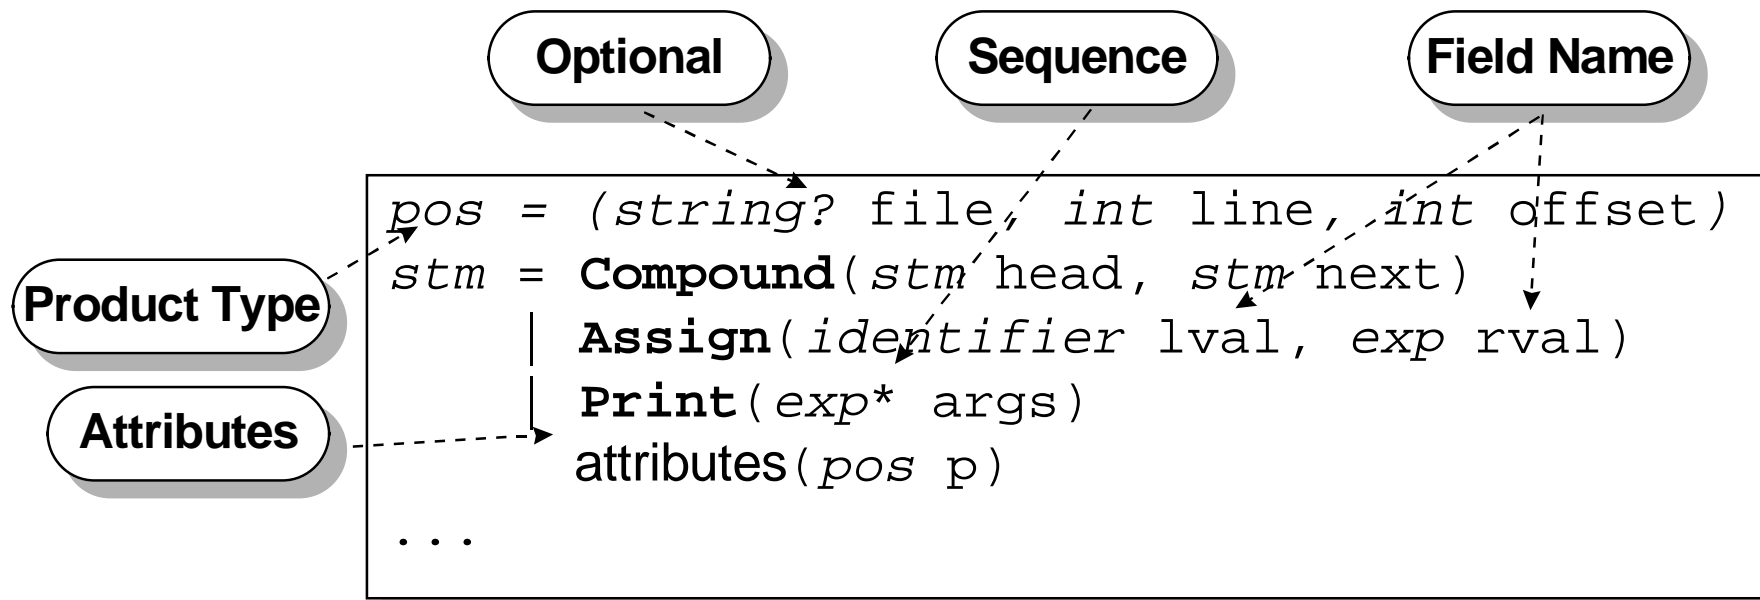 Optional Sequence Field Name
pos = (string? file, int line, int offset)
stm = Compound(stm head, stm next)
Product Type
| Assign(identifier lval, exp rval)
| Print(exp* args)
Attributes
attributes(pos p)
...